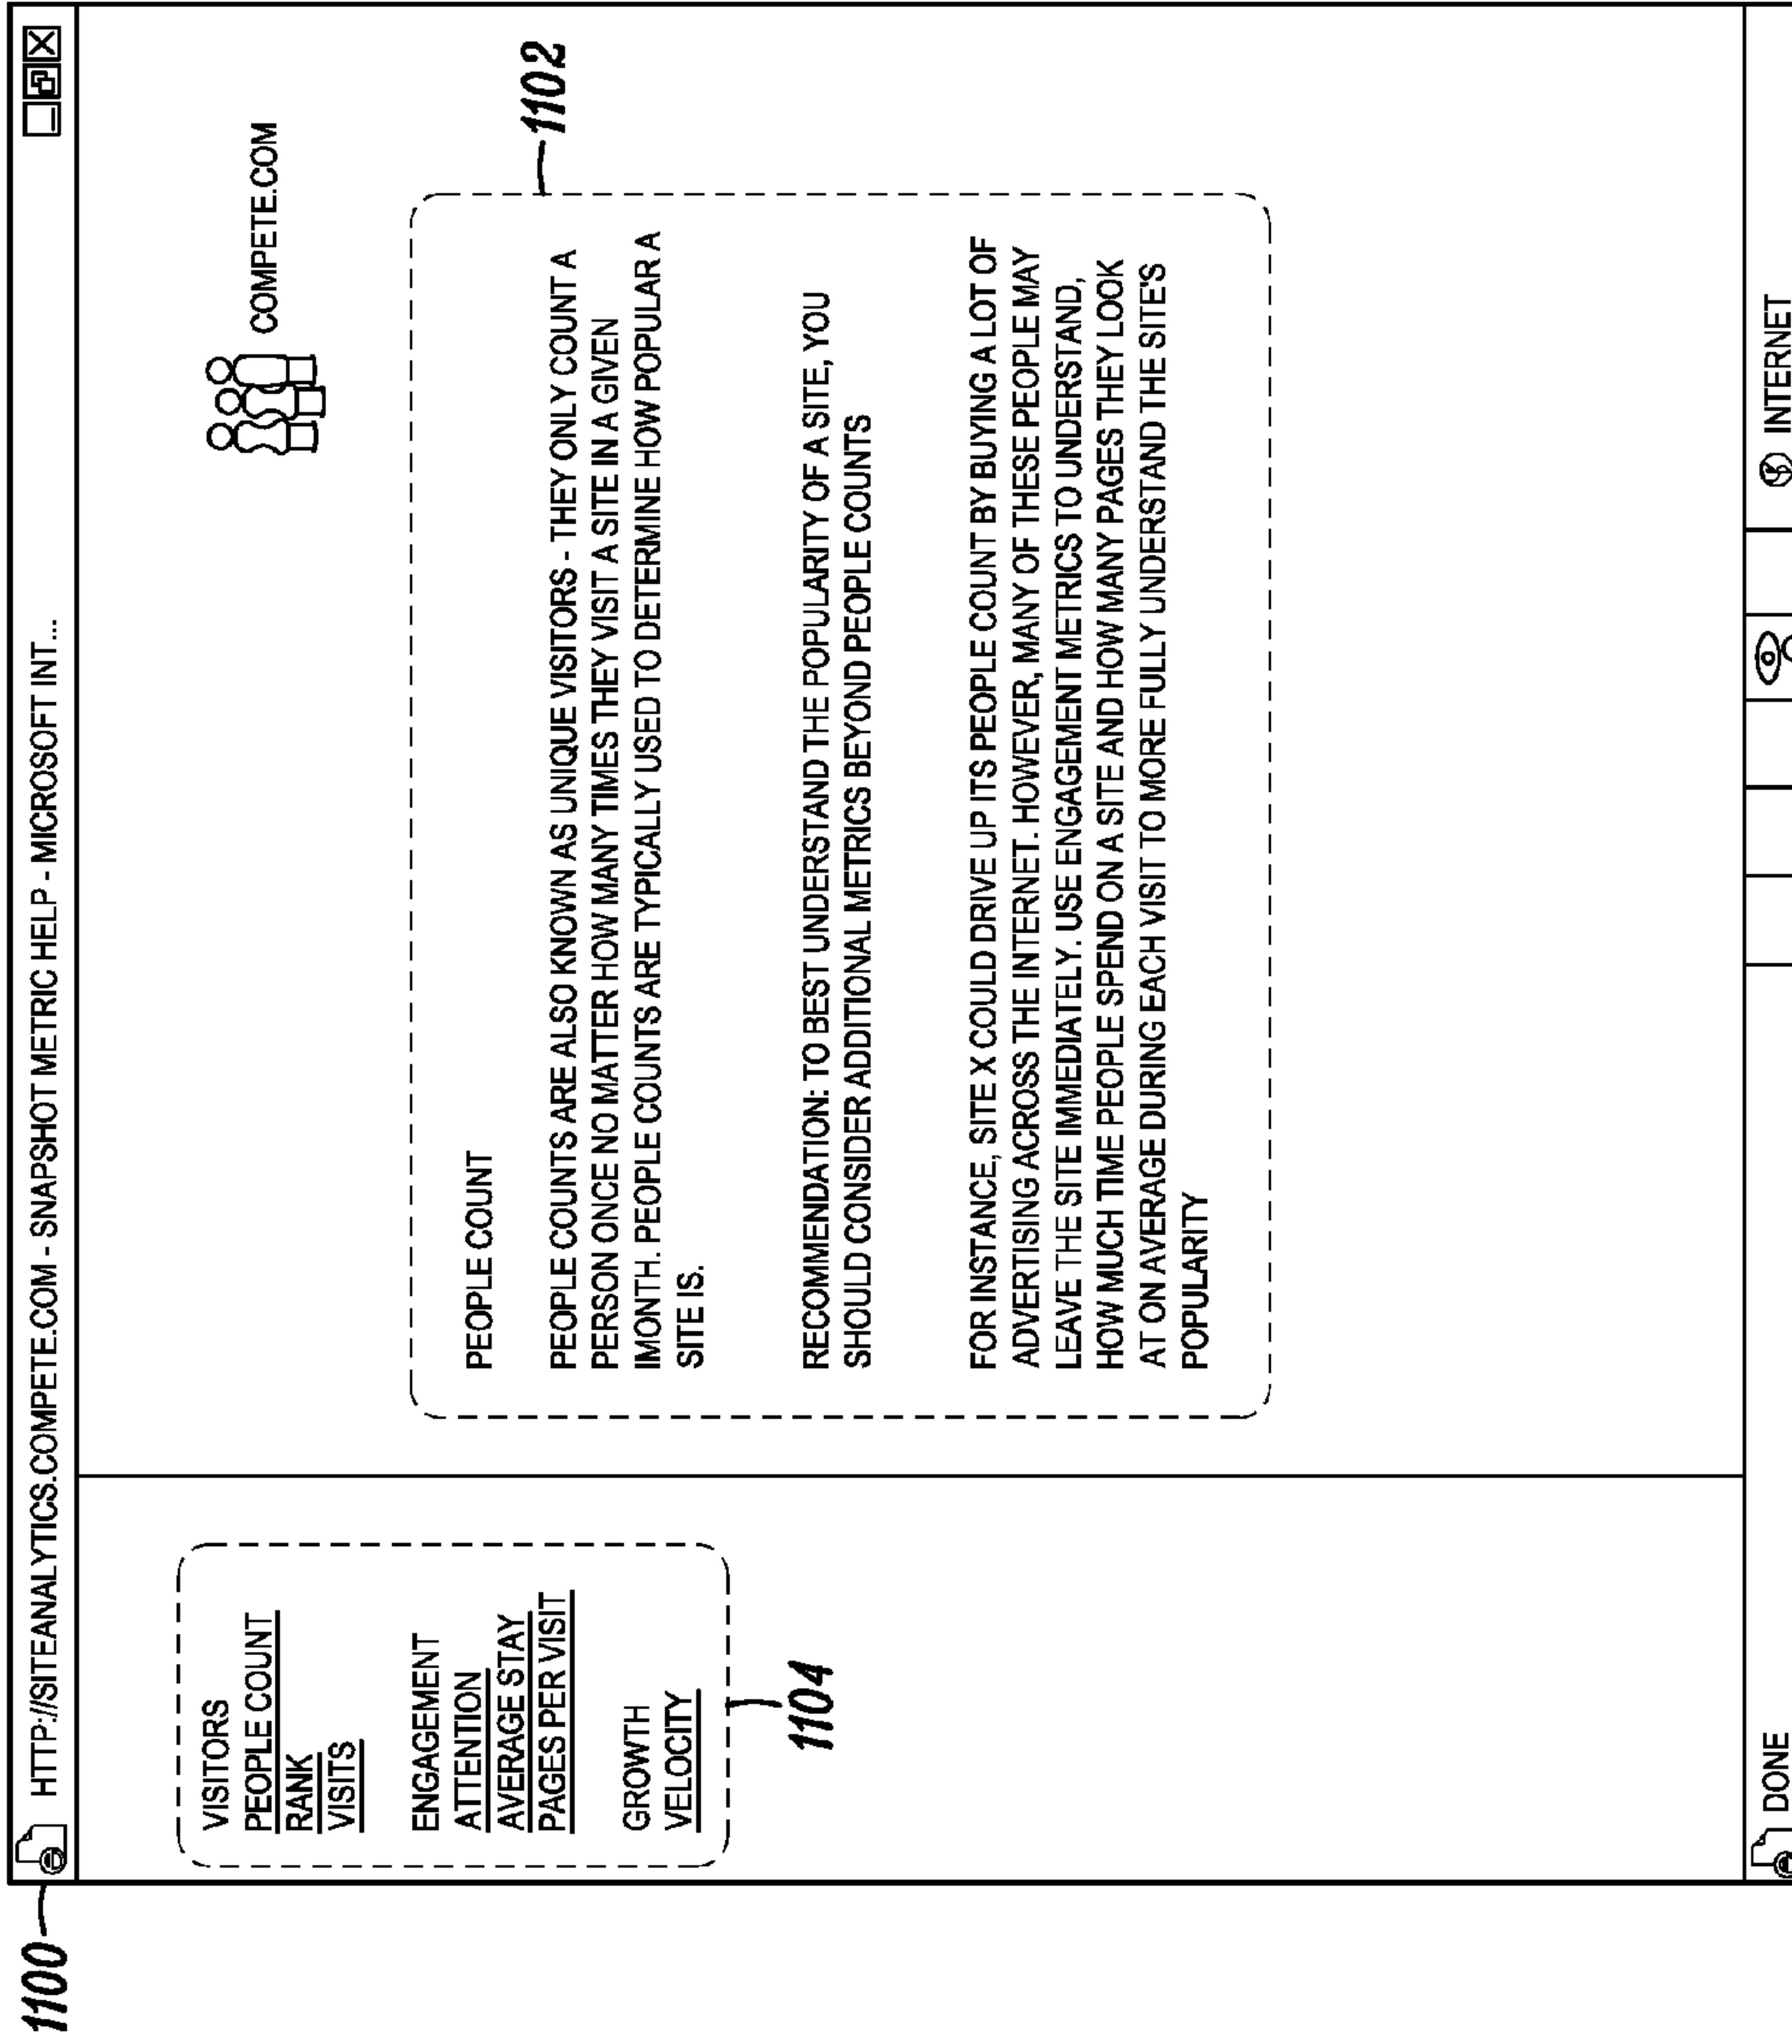 1100
HTTP://SITEANALYTICS.COMPETE.COM - SNAPSHOT METRIC HELP - MICROSOFT INT...
COMPETE.COM
VISITORS
PEOPLE COUNT
RANK
VISITS
ENGAGEMENT
ATTENTION
AVERAGE STAY
PAGES PER VISIT
GROWTH
VELOCITY
1104
1102
PEOPLE COUNT
PEOPLE COUNTS ARE ALSO KNOWN AS UNIQUE VISITORS - THEY ONLY COUNT A
PERSON ONCE NO MATTER HOW MANY TIMES THEY VISIT A SITE IN A GIVEN
IMONTH. PEOPLE COUNTS ARE TYPICALLY USED TO DETERMINE HOW POPULAR A
SITE IS.
RECOMMENDATION: TO BEST UNDERSTAND THE POPULARITY OF A SITE, YOU
SHOULD CONSIDER ADDITIONAL METRICS BEYOND PEOPLE COUNTS
FOR INSTANCE, SITE X COULD DRIVE UP ITS PEOPLE COUNT BY BUYING A LOT OF
ADVERTISING ACROSS THE INTERNET. HOWEVER, MANY OF THESE PEOPLE MAY
LEAVE THE SITE IMMEDIATELY. USE ENGAGEMENT METRICS TO UNDERSTAND,
HOW MUCH TIME PEOPLE SPEND ON A SITE AND HOW MANY PAGES THEY LOOK
AT ON AVERAGE DURING EACH VISIT TO MORE FULLY UNDERSTAND THE SITE'S
POPULARITY
DONE
INTERNET